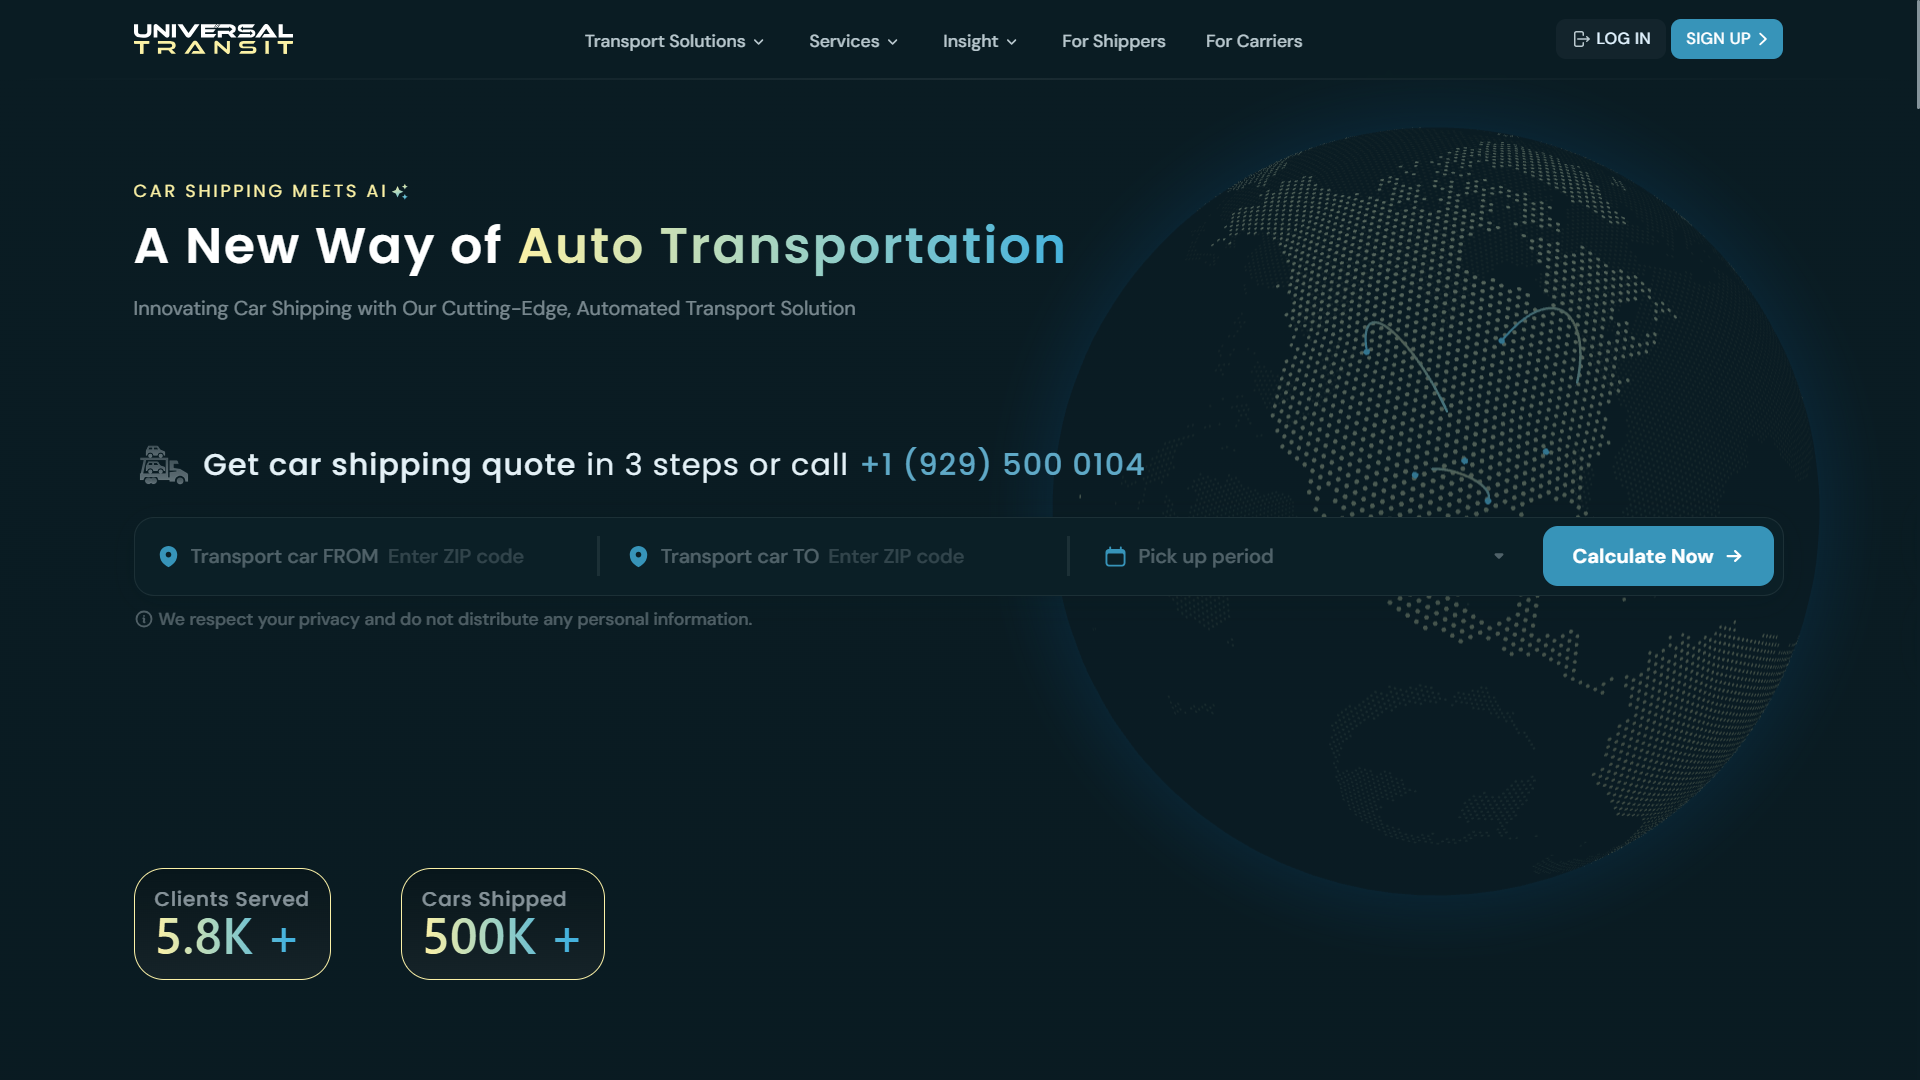 UNIVERSAL
TRANSIT
Transport Solutions
Services
Insight
For Shippers
For Carriers
LOG IN
SIGN UP
CAR SHIPPING MEETS AI
A New Way of Auto Transportation
Innovating Car Shipping with Our Cutting-Edge, Automated Transport Solution
Get car shipping quote in 3 steps or call +1 (929) 500 0104
Transport car FROM Enter ZIP code
Transport car TO Enter ZIP code
Pick up period
Calculate Now
We respect your privacy and do not distribute any personal information.
Clients Served
5.8K +
Cars Shipped
500K +